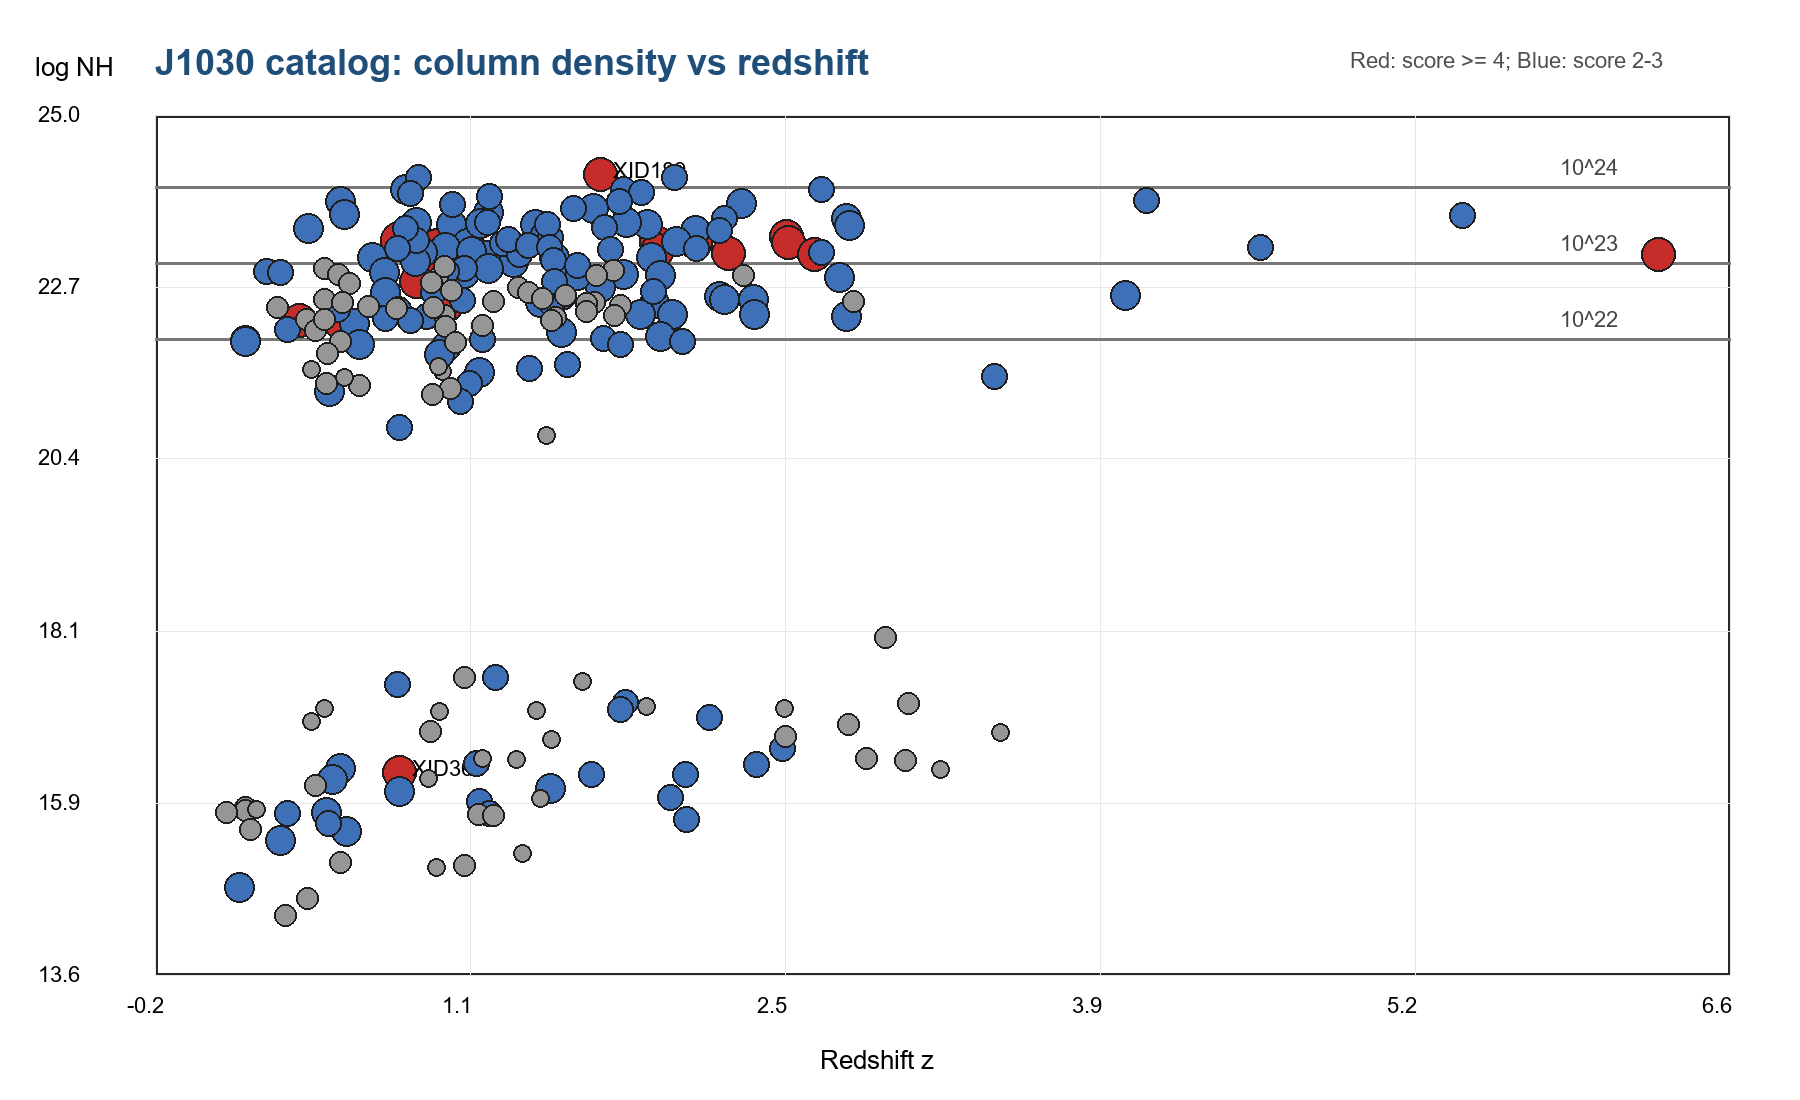 J1030 catalog: column density vs redshift
Red: score >= 4; Blue: score 2-3
log NH
25.0
10^24
10^23
22.7
10^22
20.4
18.1
15.9
13.6
-0.2 1.1 2.5 3.9 5.2 6.6
Redshift z